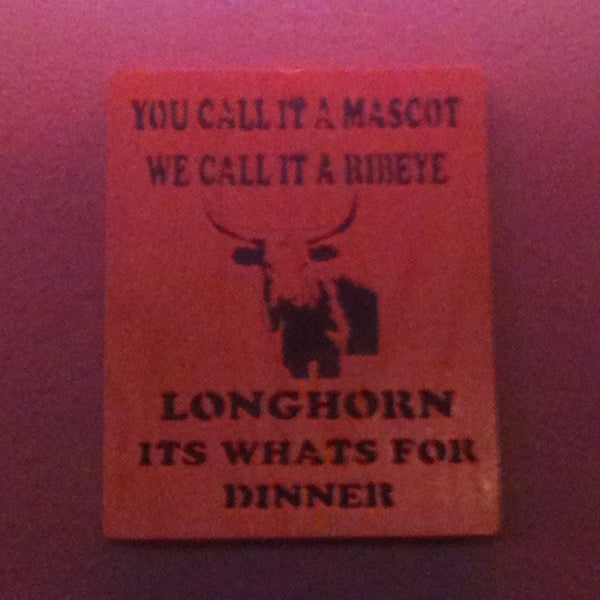 YOU CALL IT A MASCOT
WE CALL IT A RIBEYE
LONGHORN
ITS WHATS FOR
DINNER